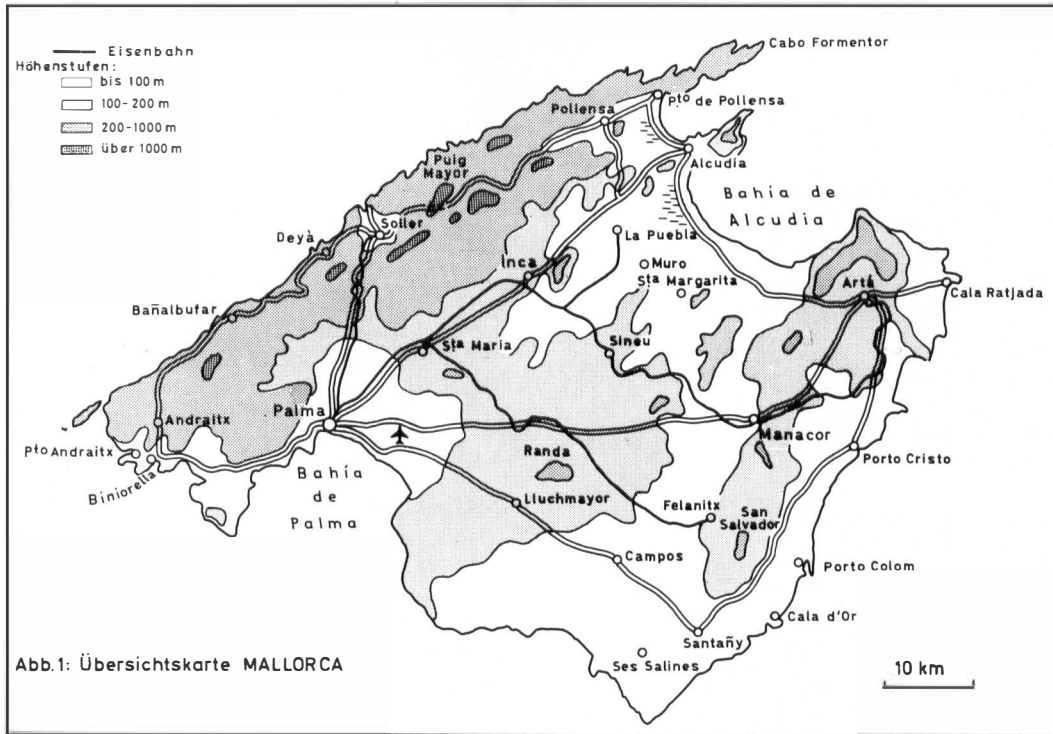 Eisenbahn
Höhenstufen:
bis 100 m
100-200 m
200-1000 m
über 1000 m
Cabo Formentor
Pto de Pollensa
Pollensa
Alcudia
Puig
Mayor
Bahía de
Alcudia
Soller
Deyà
La Puebla
Muro
Inca
Sta Margarita
Artá
Cala Ratjada
Bañalbufar
Sta Maria
Sineu
Andraitx
Palma
Manacor
Pto Andraitx
Biniorella
Bahía
de
Palma
Randa
Porto Cristo
Lluchmayor
Felanitx
San
Salvador
Campos
Porto Colom
Cala d'Or
Santañy
Ses Salines
Abb.1: Übersichtskarte MALLORCA
10 km